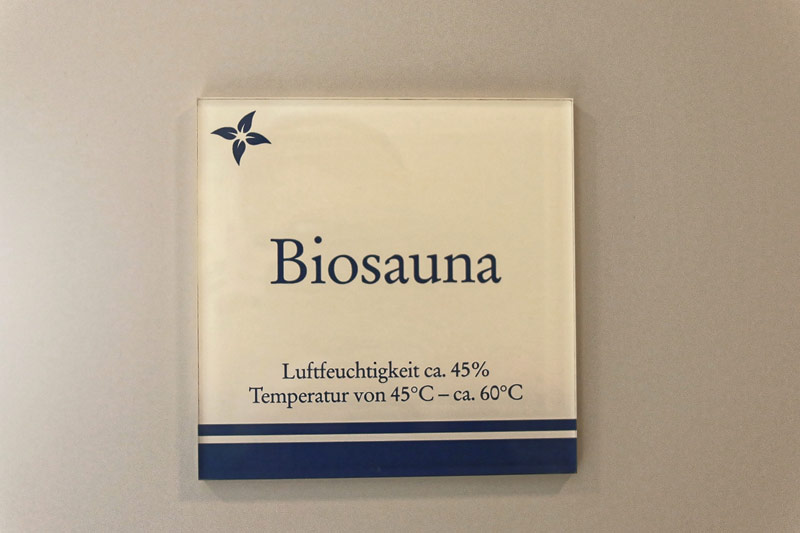 Biosauna
Luftfeuchtigkeit ca. 45%
Temperatur von 45°C – ca. 60°C